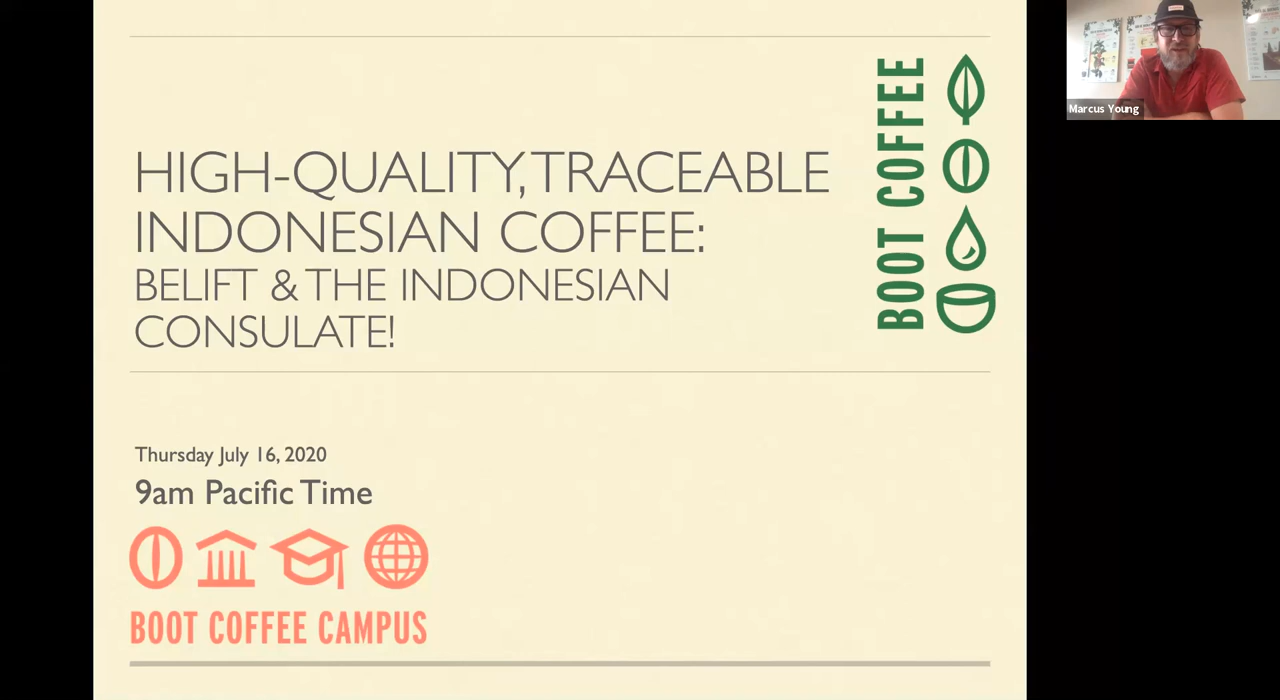 HIGH-QUALITY, TRACEABLE
INDONESIAN COFFEE:
BELIFT & THE INDONESIAN
CONSULATE!
BOOT COFFEE
Thursday July 16, 2020
9am Pacific Time
BOOT COFFEE CAMPUS
Marcus Young